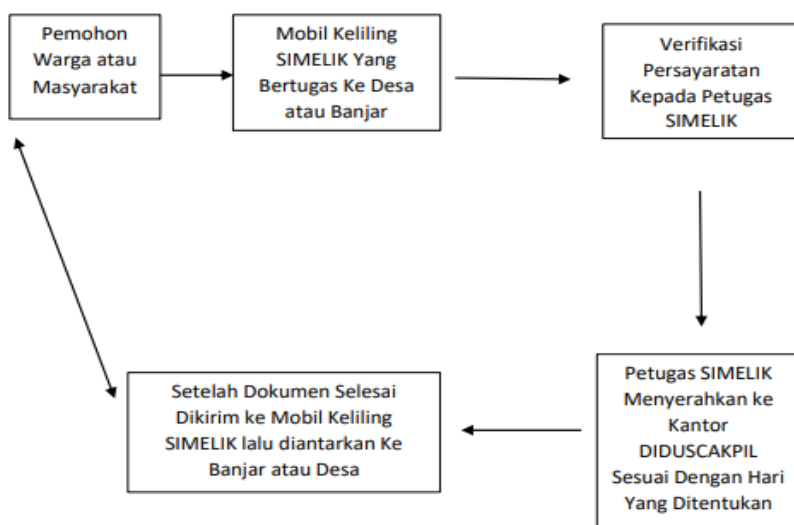 Pemohon
Warga atau
Masyarakat
Mobil Keliling
SIMELIK Yang
Bertugas Ke Desa
atau Banjar
Verifikasi
Persayaratan
Kepada Petugas
SIMELIK
Petugas SIMELIK
Menyerahkan ke
Kantor
DIDUSCAKPIL
Sesuai Dengan Hari
Yang Ditentukan
Setelah Dokumen Selesai
Dikirim ke Mobil Keliling
SIMELIK lalu diantarkan Ke
Banjar atau Desa